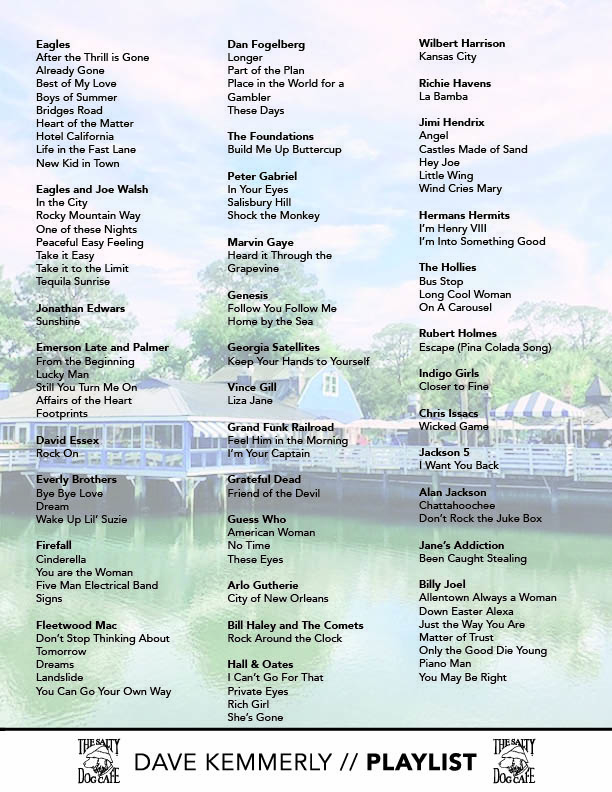 Eagles
After the Thrill is Gone
Already Gone
Best of My Love
Boys of Summer
Bridges Road
Heart of the Matter
Hotel California
Life in the Fast Lane
New Kid in Town
Eagles and Joe Walsh
In the City
Rocky Mountain Way
One of these Nights
Peaceful Easy Feeling
Take it Easy
Take it to the Limit
Tequila Sunrise
Jonathan Edwars
Sunshine
Emerson Late and Palmer
From the Beginning
Lucky Man
Still You Turn Me On
Affairs of the Heart
Footprints
David Essex
Rock On
Everly Brothers
Bye Bye Love
Dream
Wake Up Lil’ Suzie
Firefall
Cinderella
You are the Woman
Five Man Electrical Band
Signs
Fleetwood Mac
Don’t Stop Thinking About
Tomorrow
Dreams
Landslide
You Can Go Your Own Way
Dan Fogelberg
Longer
Part of the Plan
Place in the World for a
Gambler
These Days
The Foundations
Build Me Up Buttercup
Peter Gabriel
In Your Eyes
Salisbury Hill
Shock the Monkey
Marvin Gaye
Heard it Through the
Grapevine
Genesis
Follow You Follow Me
Home by the Sea
Georgia Satellites
Keep Your Hands to Yourself
Vince Gill
Liza Jane
Grand Funk Railroad
Feel Him in the Morning
I’m Your Captain
Grateful Dead
Friend of the Devil
Guess Who
American Woman
No Time
These Eyes
Arlo Gutherie
City of New Orleans
Bill Haley and The Comets
Rock Around the Clock
Hall & Oates
I Can’t Go For That
Private Eyes
Rich Girl
She’s Gone
Wilbert Harrison
Kansas City
Richie Havens
La Bamba
Jimi Hendrix
Angel
Castles Made of Sand
Hey Joe
Little Wing
Wind Cries Mary
Hermans Hermits
I’m Henry VIII
I’m Into Something Good
The Hollies
Bus Stop
Long Cool Woman
On A Carousel
Rubert Holmes
Escape (Pina Colada Song)
Indigo Girls
Closer to Fine
Chris Issacs
Wicked Game
Jackson 5
I Want You Back
Alan Jackson
Chattahoochee
Don’t Rock the Juke Box
Jane’s Addiction
Been Caught Stealing
Billy Joel
Allentown Always a Woman
Down Easter Alexa
Just the Way You Are
Matter of Trust
Only the Good Die Young
Piano Man
You May Be Right
THE SALTY
DOG CAFE
DAVE KEMMERLY // PLAYLIST
THE SALTY
DOG CAFE